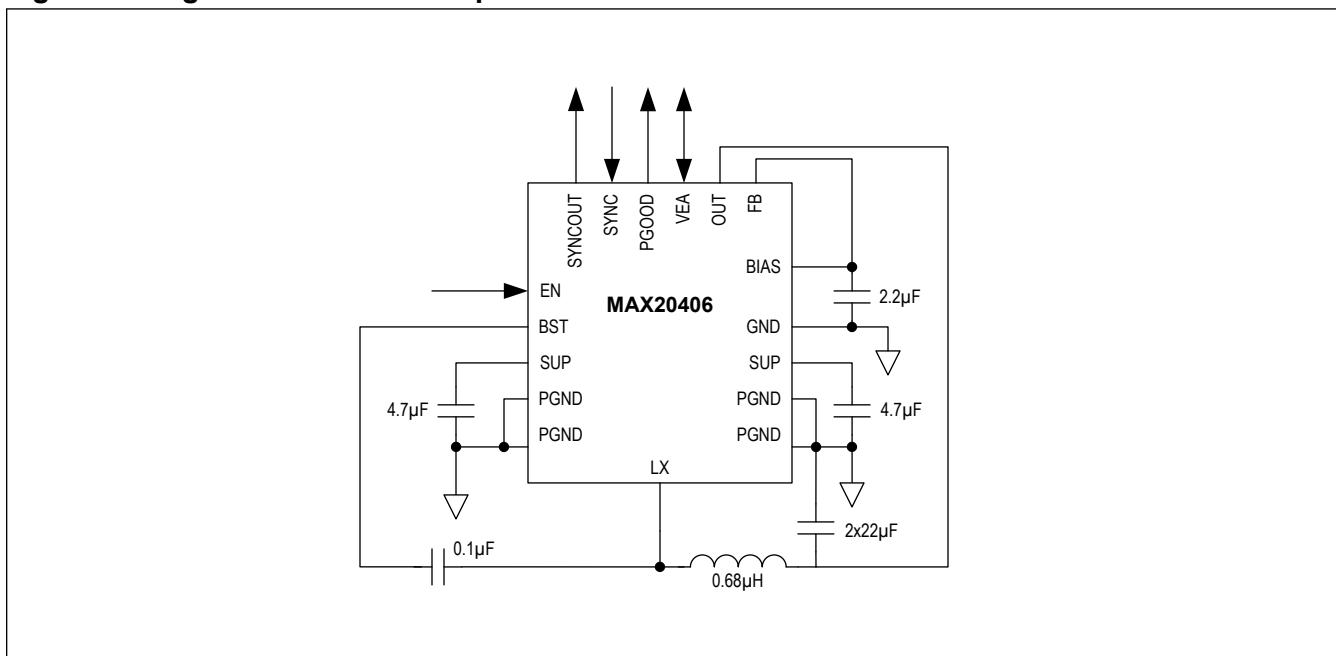 SYNCOUT
SYNC
PGOOD
VEA
OUT
FB
BIAS
2.2µF
EN
MAX20406
BST
GND
SUP
SUP
4.7µF
PGND
PGND
4.7µF
PGND
PGND
LX
2x22µF
0.1µF
0.68µH